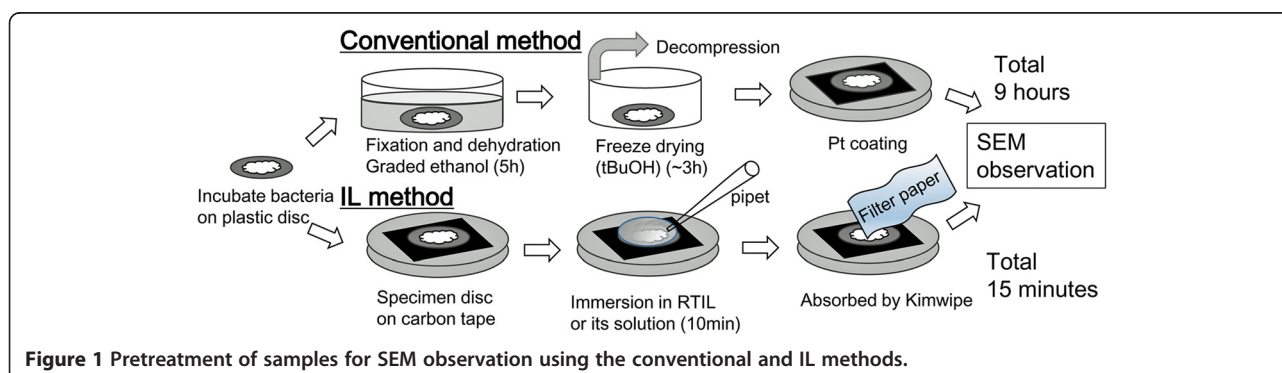 Conventional method
Decompression
Fixation and dehydration
Graded ethanol (5h)
Freeze drying
(tBuOH) (~3h)
Pt coating
Total
9 hours
SEM
observation
Incubate bacteria
on plastic disc
IL method
pipet
Filter paper
Specimen disc
on carbon tape
Immersion in RTIL
or its solution (10min)
Absorbed by Kimwipe
Total
15 minutes
Figure 1 Pretreatment of samples for SEM observation using the conventional and IL methods.